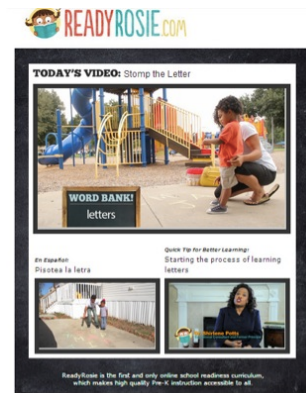 READYROSIE.COM
TODAY'S VIDEO: Stomp the Letter
WORD BANK!
letters
En Español:
Pisotea la letra
Quick Tip for Better Learning:
Starting the process of learning
letters
ReadyRosie is the first and only online school readiness curriculum,
which makes high quality Pre-K instruction accessible to all.